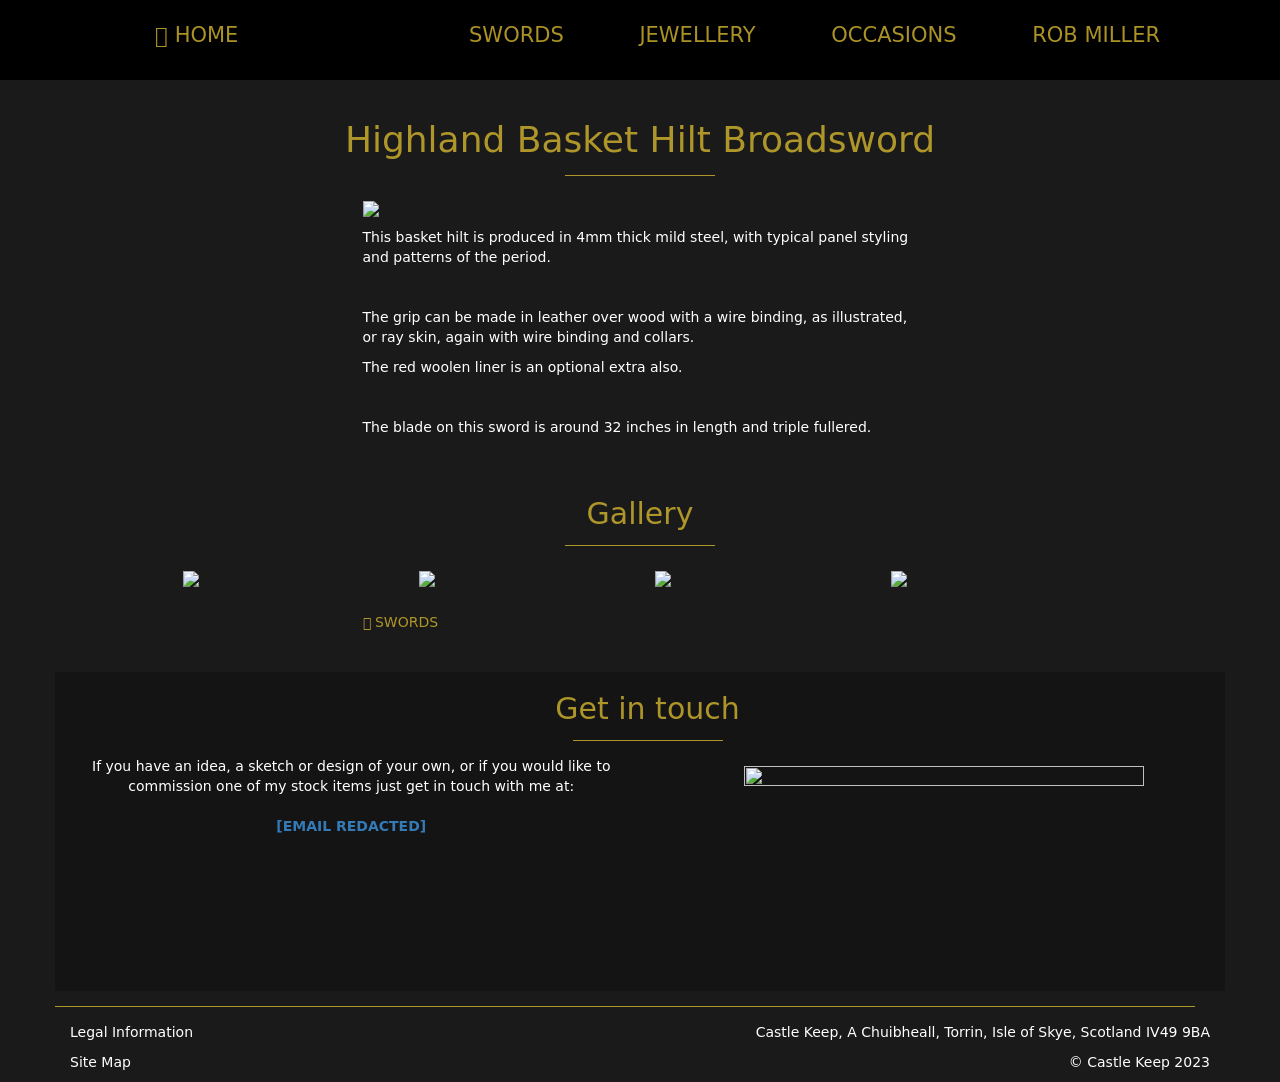 HOME
SWORDS
JEWELLERY
OCCASIONS
ROB MILLER
Highland Basket Hilt Broadsword
This basket hilt is produced in 4mm thick mild steel, with typical panel styling
and patterns of the period.
The grip can be made in leather over wood with a wire binding, as illustrated,
or ray skin, again with wire binding and collars.
The red woolen liner is an optional extra also.
The blade on this sword is around 32 inches in length and triple fullered.
Gallery
SWORDS
Get in touch
If you have an idea, a sketch or design of your own, or if you would like to
commission one of my stock items just get in touch with me at:
[EMAIL REDACTED]
Legal Information
Site Map
Castle Keep, A Chuibheall, Torrin, Isle of Skye, Scotland IV49 9BA
© Castle Keep 2023